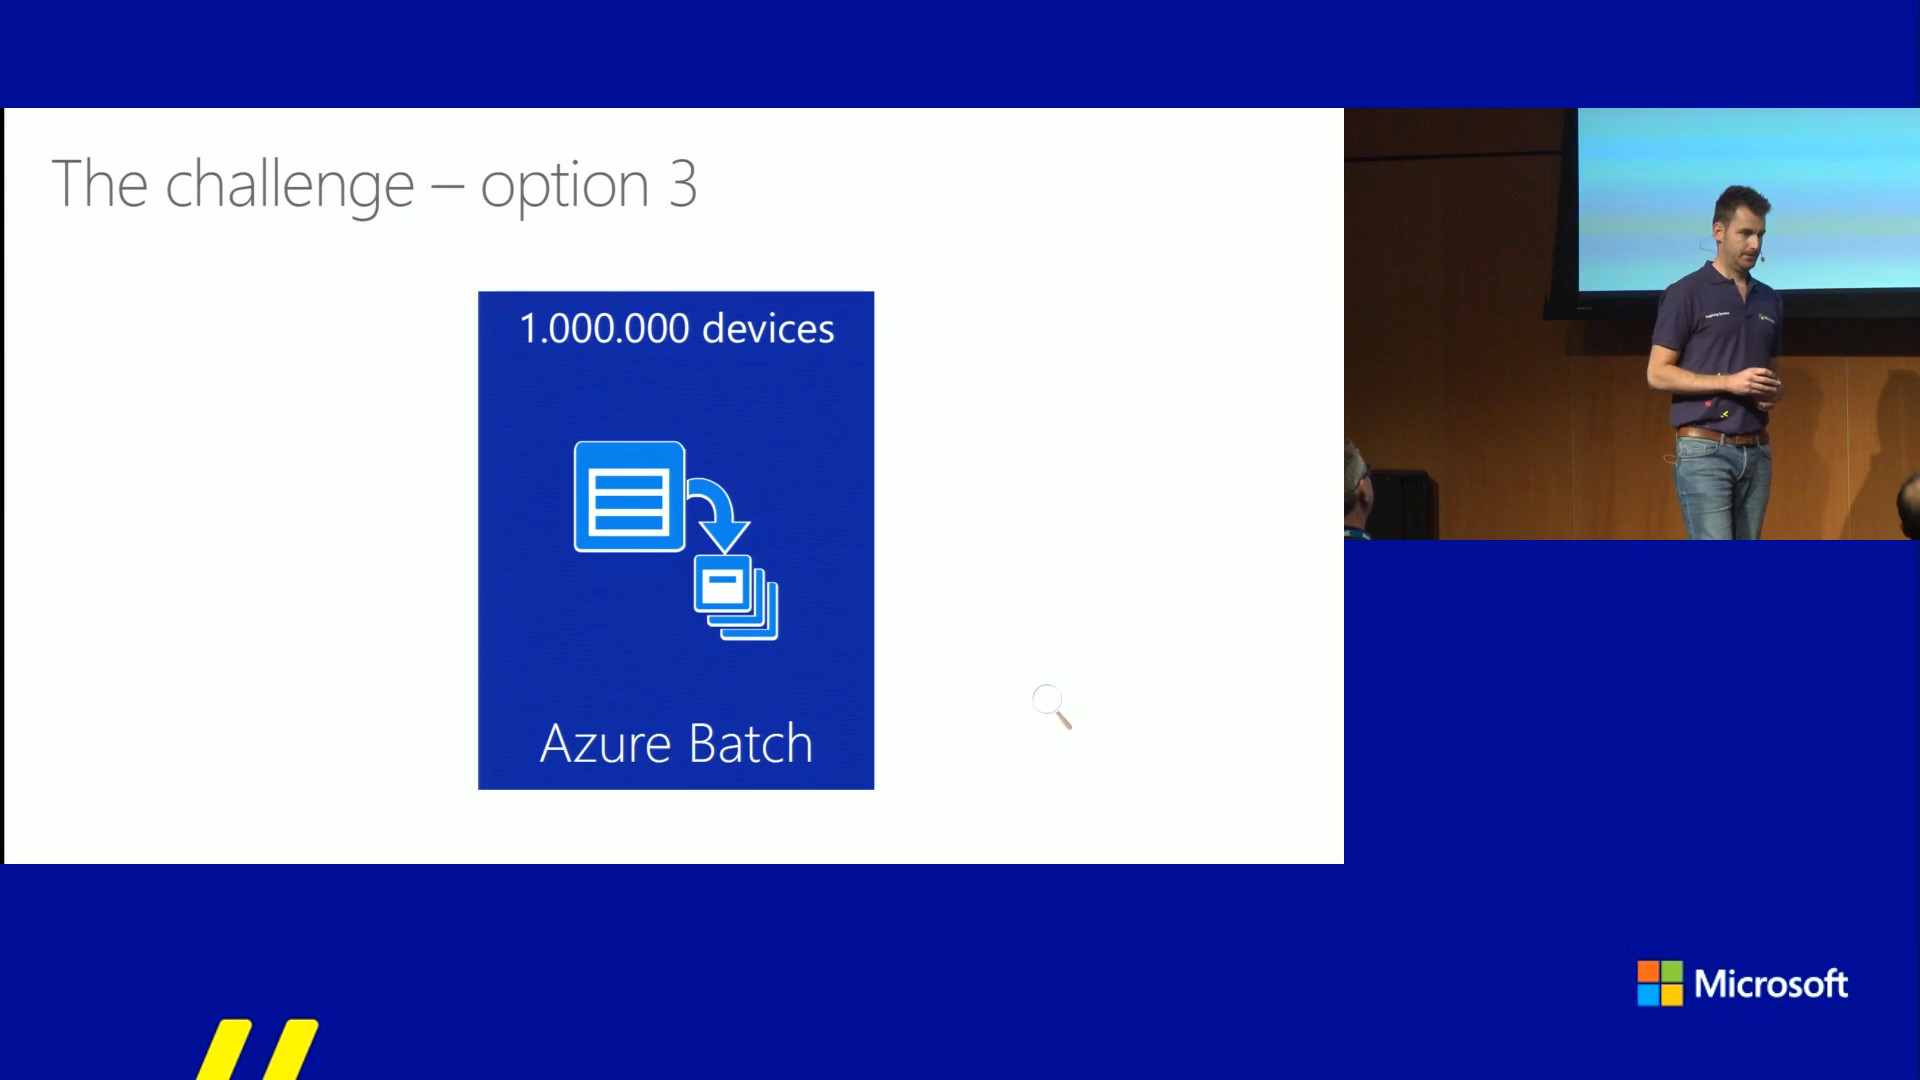 The challenge – option 3
1.000.000 devices
Azure Batch
Microsoft